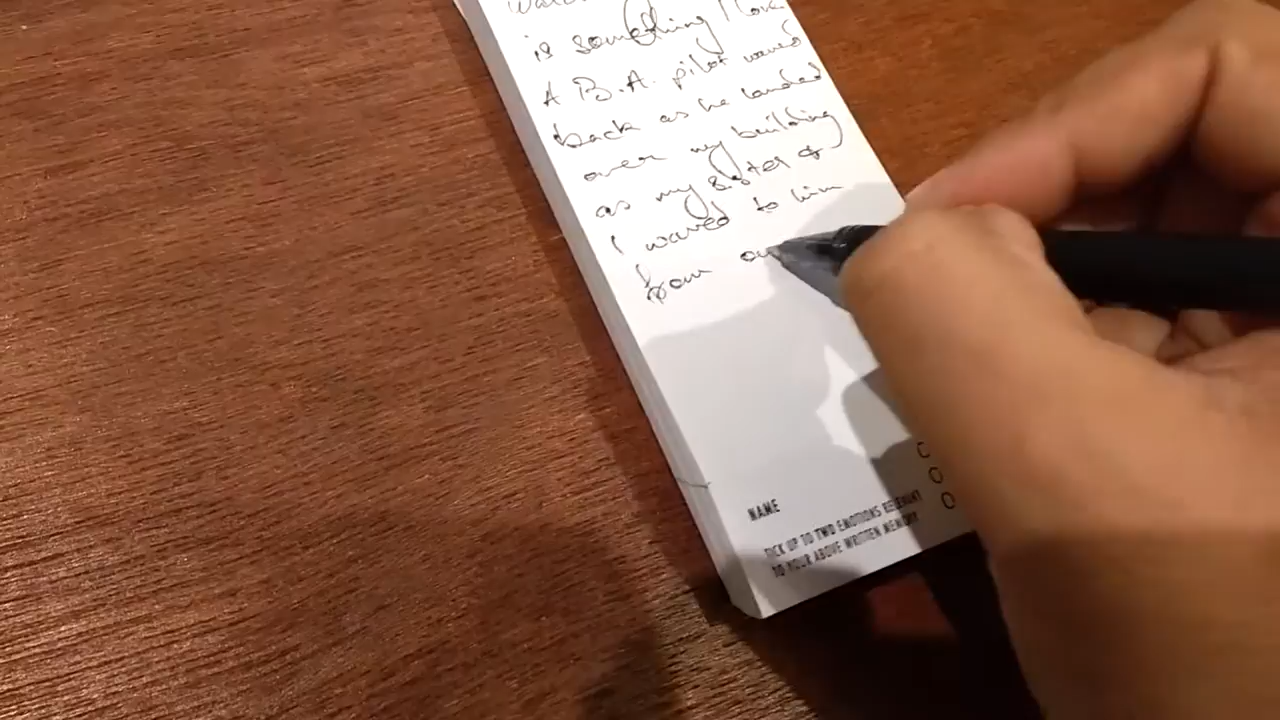 is something I love.
A B.A. pilot waved
back as he landed
over my building
as my sister &
I waved to him
from ou
NAME
TICK UP TO TWO EMOTIONS RELEVANT
TO YOUR ABOVE WRITTEN MEMORY